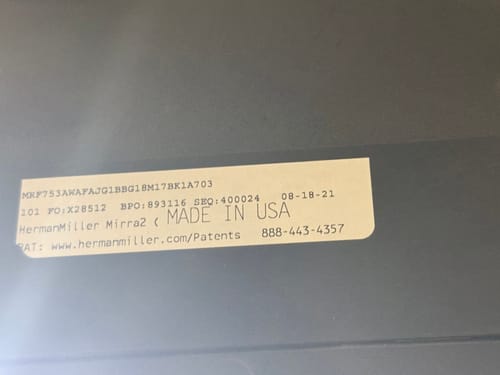 MRF753AWAFAJG1BBG18M17BK1A703
101 FO:X28512 BPO:893116 SEQ:400024 08-18-21
HermanMiller Mirra2 ( MADE IN USA
PAT: www.hermanmiller.com/Patents 888-443-4357